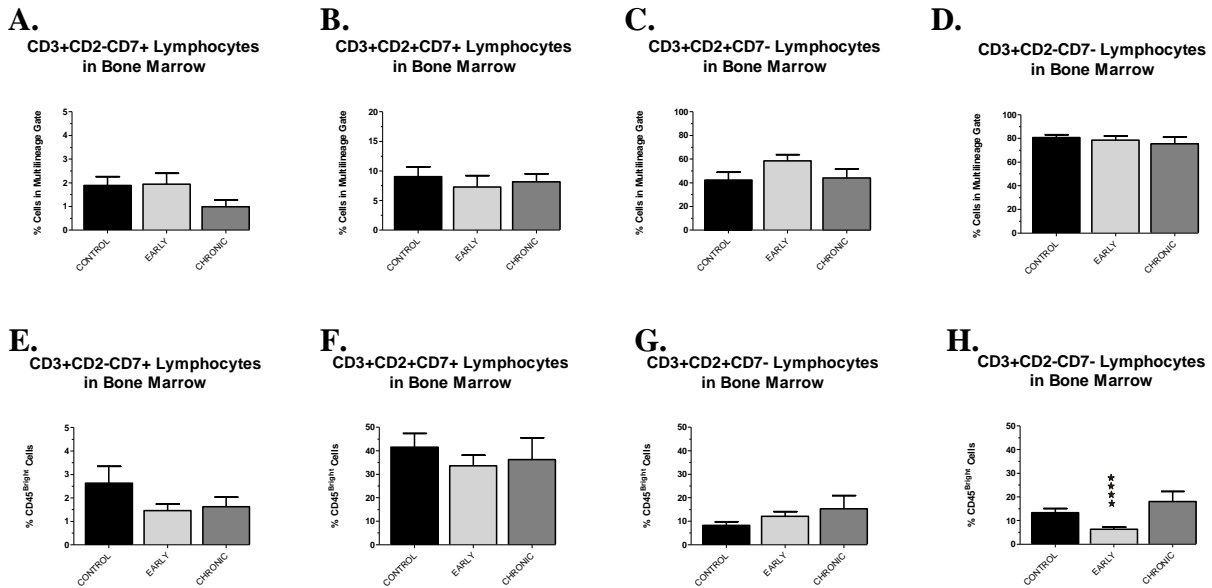 A.
CD3+CD2-CD7+ Lymphocytes
in Bone Marrow
% Cells in Multilineage Gate
5
4
3
2
1
0
CONTROL
EARLY
CHRONIC
B.
CD3+CD2+CD7+ Lymphocytes
in Bone Marrow
% Cells in Multilineage Gate
20
15
10
5
0
CONTROL
EARLY
CHRONIC
C.
CD3+CD2+CD7- Lymphocytes
in Bone Marrow
% Cells in Multilineage Gate
100
80
60
40
20
0
CONTROL
EARLY
CHRONIC
D.
CD3+CD2-CD7- Lymphocytes
in Bone Marrow
% Cells in Multilineage Gate
100
80
60
40
20
0
CONTROL
EARLY
CHRONIC
E.
CD3+CD2-CD7+ Lymphocytes
in Bone Marrow
% CD45Bright Cells
5
4
3
2
1
0
CONTROL
EARLY
CHRONIC
F.
CD3+CD2+CD7+ Lymphocytes
in Bone Marrow
% CD45Bright Cells
50
40
30
20
10
0
CONTROL
EARLY
CHRONIC
G.
CD3+CD2+CD7- Lymphocytes
in Bone Marrow
% CD45Bright Cells
50
40
30
20
10
0
CONTROL
EARLY
CHRONIC
H.
CD3+CD2-CD7- Lymphocytes
in Bone Marrow
% CD45Bright Cells
50
40
30
20
10
0
****
CONTROL
EARLY
CHRONIC